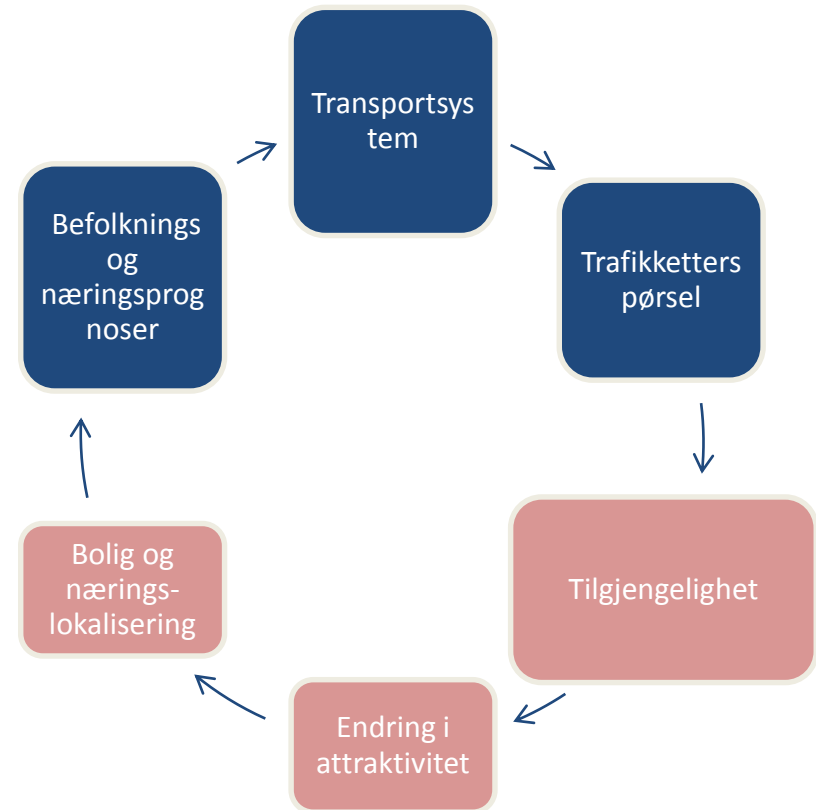 Transportsys
tem
Trafikketters
pørsel
Tilgjengelighet
Endring i
attraktivitet
Bolig og
nærings-
lokalisering
Befolknings
og
næringsprog
noser